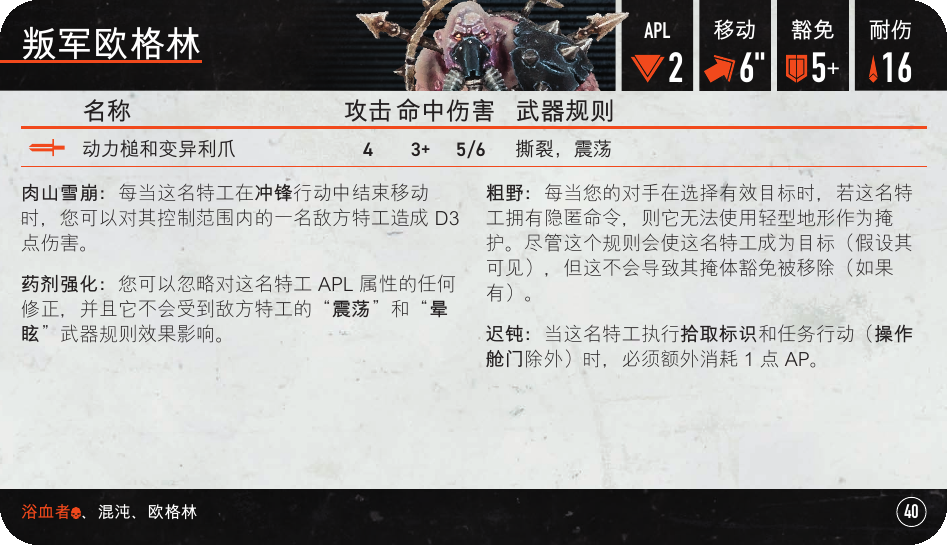 叛军欧格林
APL 移动 豁免 耐伤
2 6" 5+ 16
名称 攻击 命中 伤害 武器规则
动力槌和变异利爪 4 3+ 5/6 撕裂，震荡
肉山雪崩：每当这名特工在冲锋行动中结束移动
时，您可以对其控制范围内的一名敌方特工造成 D3
点伤害。
药剂强化：您可以忽略对这名特工 APL 属性的任何
修正，并且它不会受到敌方特工的“震荡”和“晕
眩”武器规则效果影响。
粗野：每当您的对手在选择有效目标时，若这名特
工拥有隐匿命令，则它无法使用轻型地形作为掩
护。尽管这个规则会使这名特工成为目标（假设其
可见），但这不会导致其掩体豁免被移除（如果
有）。
迟钝：当这名特工执行拾取标识和任务行动（操作
舱门除外）时，必须额外消耗 1 点 AP。
浴血者、混沌、欧格林
40